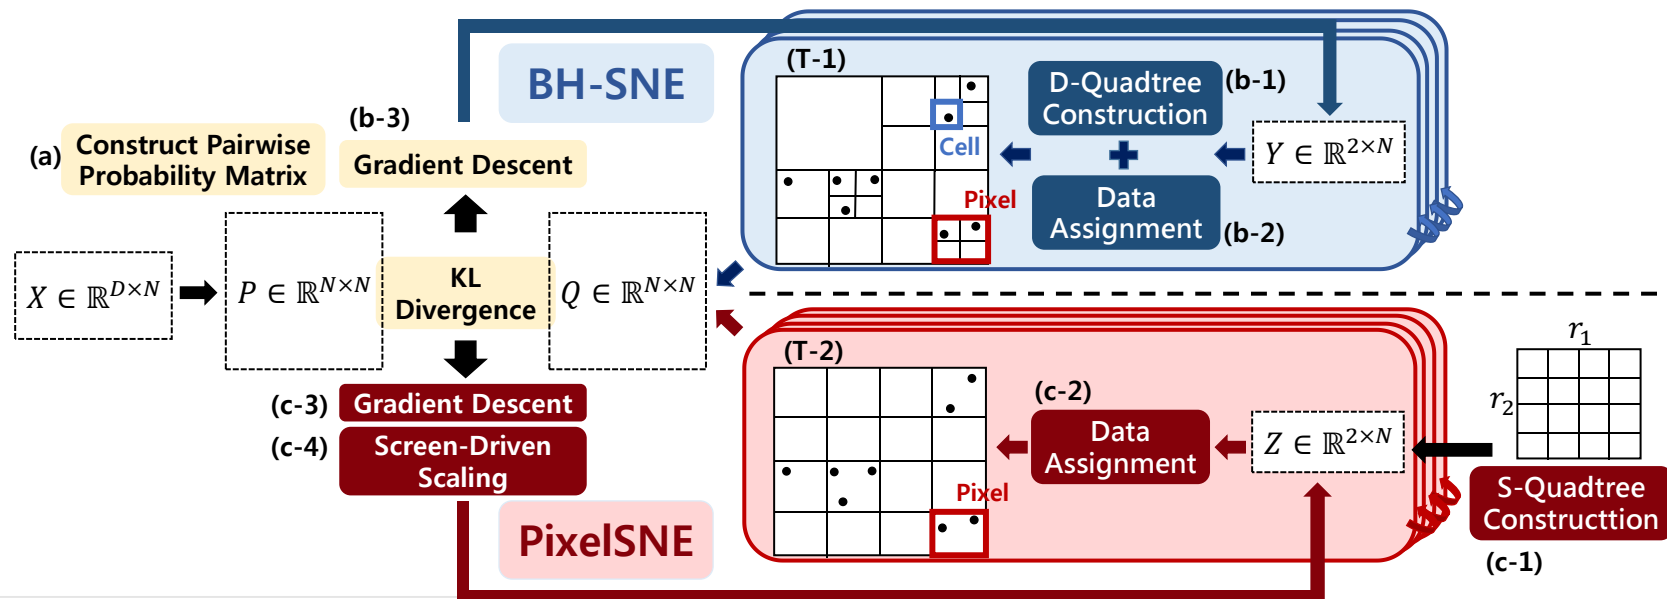 BH-SNE
(T-1)
D-Quadtree
Construction
(b-1)
Cell
Y ∈ ℝ^{2×N}
Data
Assignment
(b-2)
Pixel
(b-3)
Gradient Descent
(a)
Construct Pairwise
Probability Matrix
X ∈ ℝ^{D×N}
P ∈ ℝ^{N×N}
KL
Divergence
Q ∈ ℝ^{N×N}
(c-3)
Gradient Descent
(c-4)
Screen-Driven
Scaling
PixelSNE
(T-2)
(c-2)
Data
Assignment
Pixel
Z ∈ ℝ^{2×N}
r_1
r_2
S-Quadtree
Constructtion
(c-1)